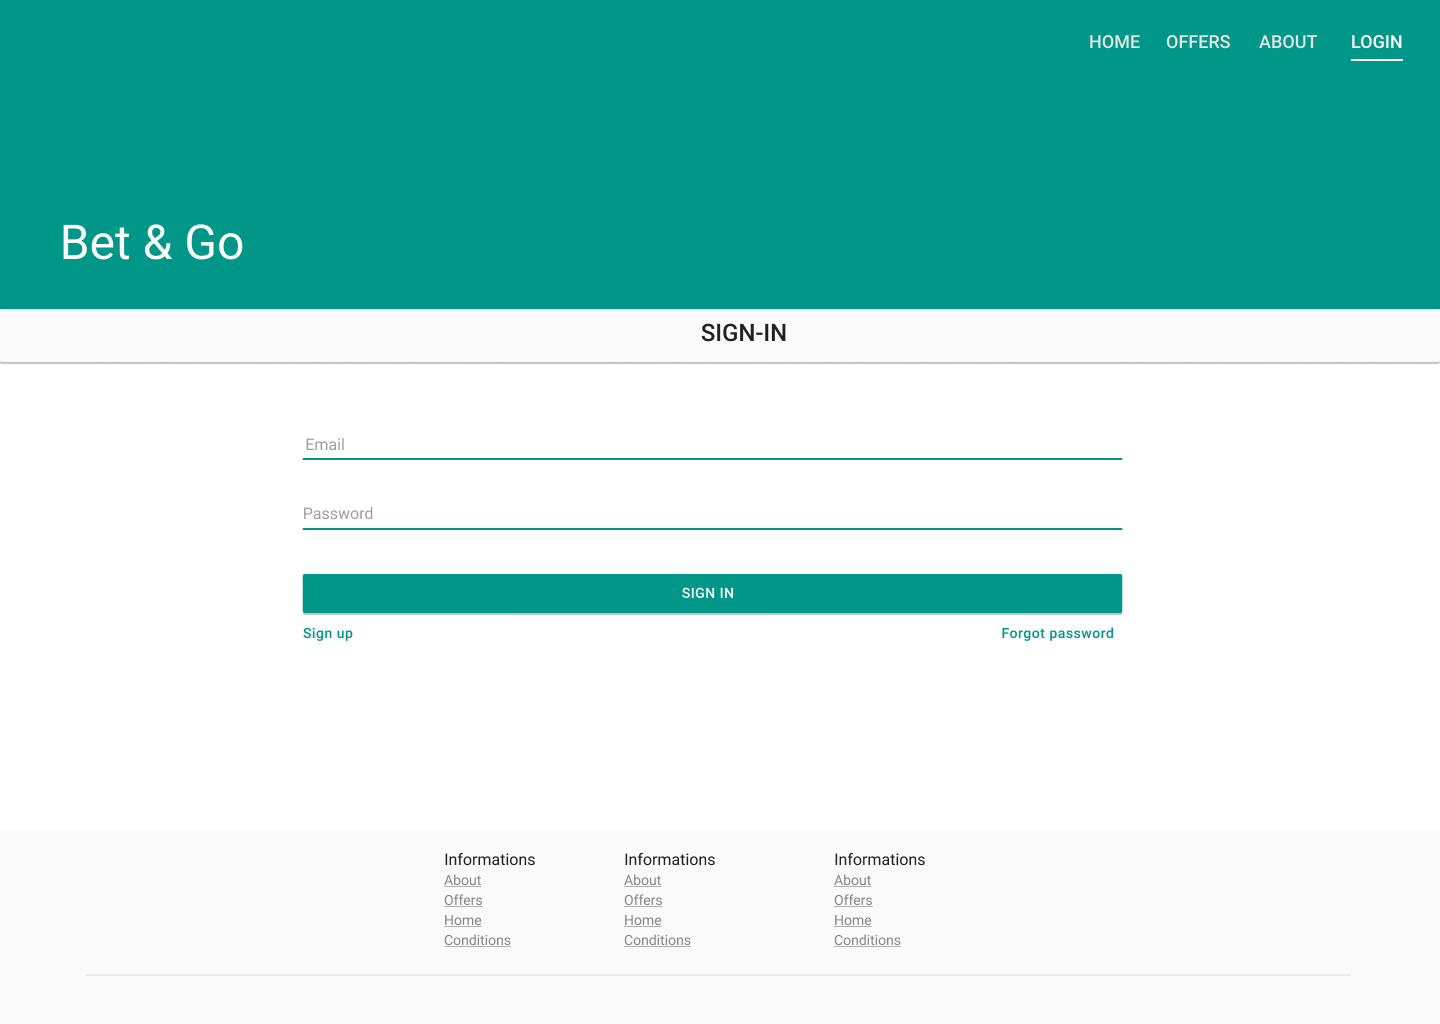 HOME OFFERS ABOUT LOGIN
Bet & Go
SIGN-IN
Email
Password
SIGN IN
Sign up Forgot password
Informations Informations Informations
About About About
Offers Offers Offers
Home Home Home
Conditions Conditions Conditions